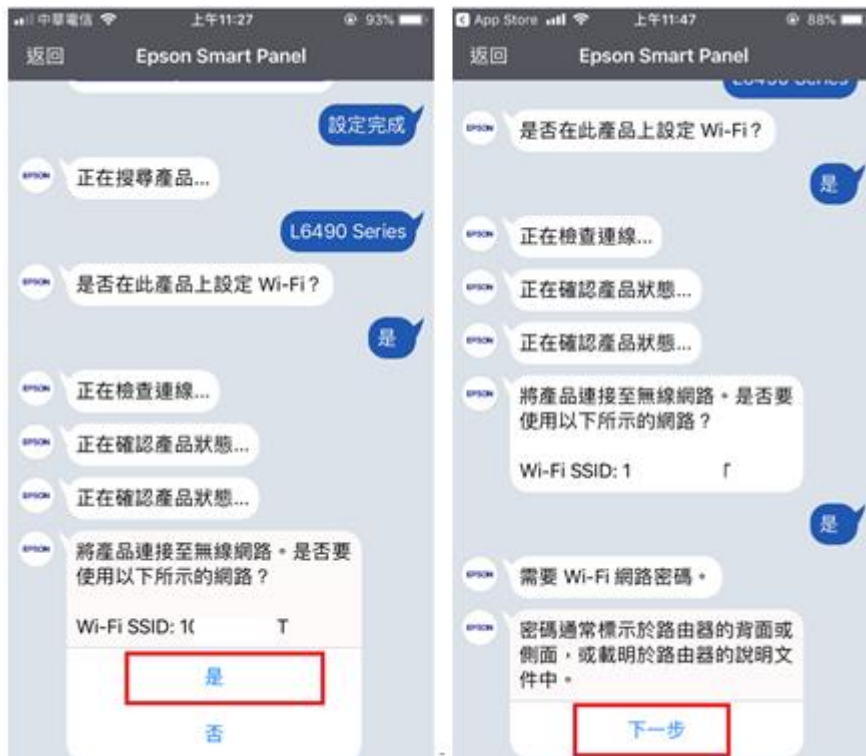 中華電信 上午11:27 93%
返回 Epson Smart Panel
設定完成
EPSON 正在搜尋產品...
L6490 Series
EPSON 是否在此產品上設定 Wi-Fi？
是
EPSON 正在檢查連線...
EPSON 正在確認產品狀態...
EPSON 正在確認產品狀態...
EPSON 將產品連接至無線網路。是否要
使用以下所示的網路？
Wi-Fi SSID: 1( T
是
否
App Store 上午11:47 88%
返回 Epson Smart Panel
L6490 Series
EPSON 是否在此產品上設定 Wi-Fi？
是
EPSON 正在檢查連線...
EPSON 正在確認產品狀態...
EPSON 正在確認產品狀態...
EPSON 將產品連接至無線網路。是否要
使用以下所示的網路？
Wi-Fi SSID: 1
是
EPSON 需要 Wi-Fi 網路密碼。
EPSON 密碼通常標示於路由器的背面或
側面，或載明於路由器的說明文
件中。
下一步